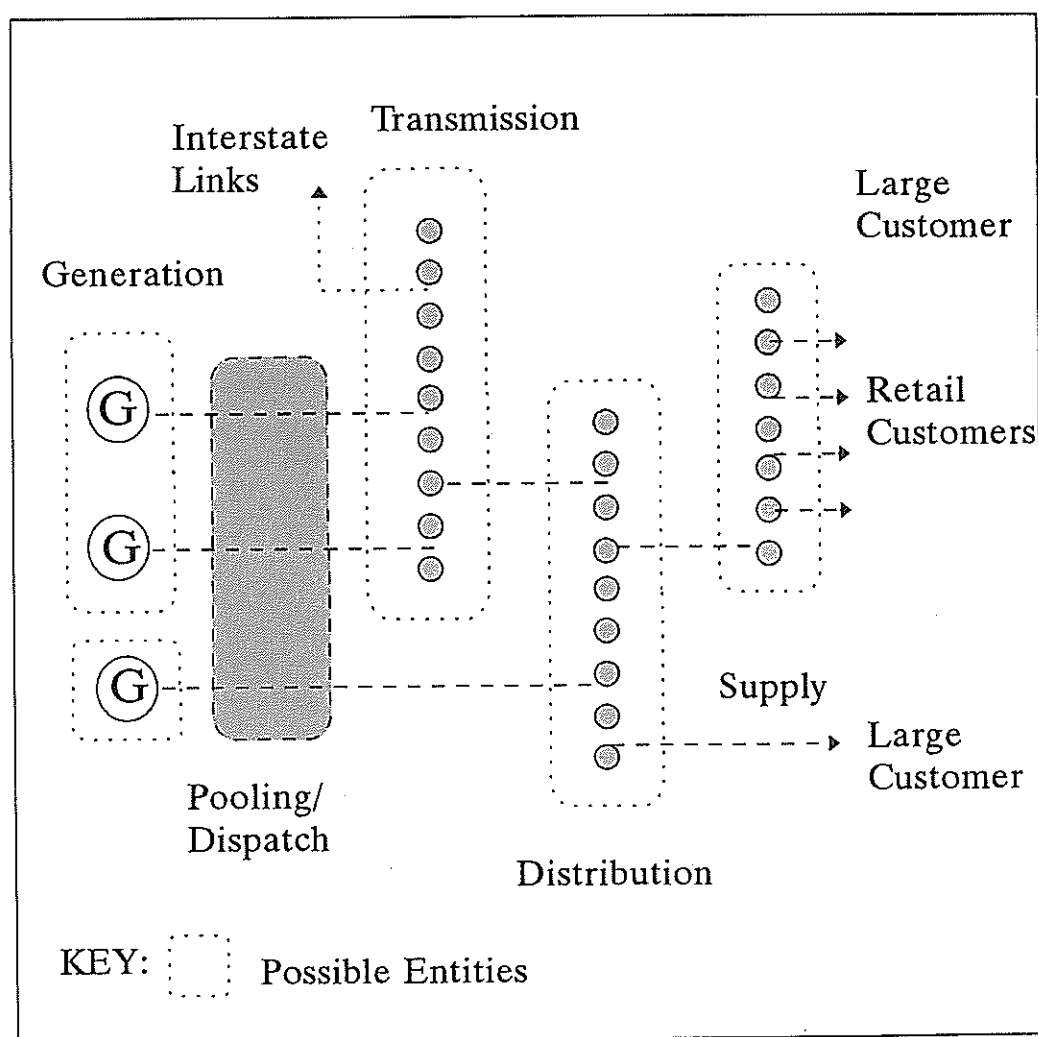 Transmission
Interstate
Links
Large
Customer
Generation
G
Retail
Customers
G
G
Supply
Large
Customer
Pooling/
Dispatch
Distribution
KEY:
Possible Entities